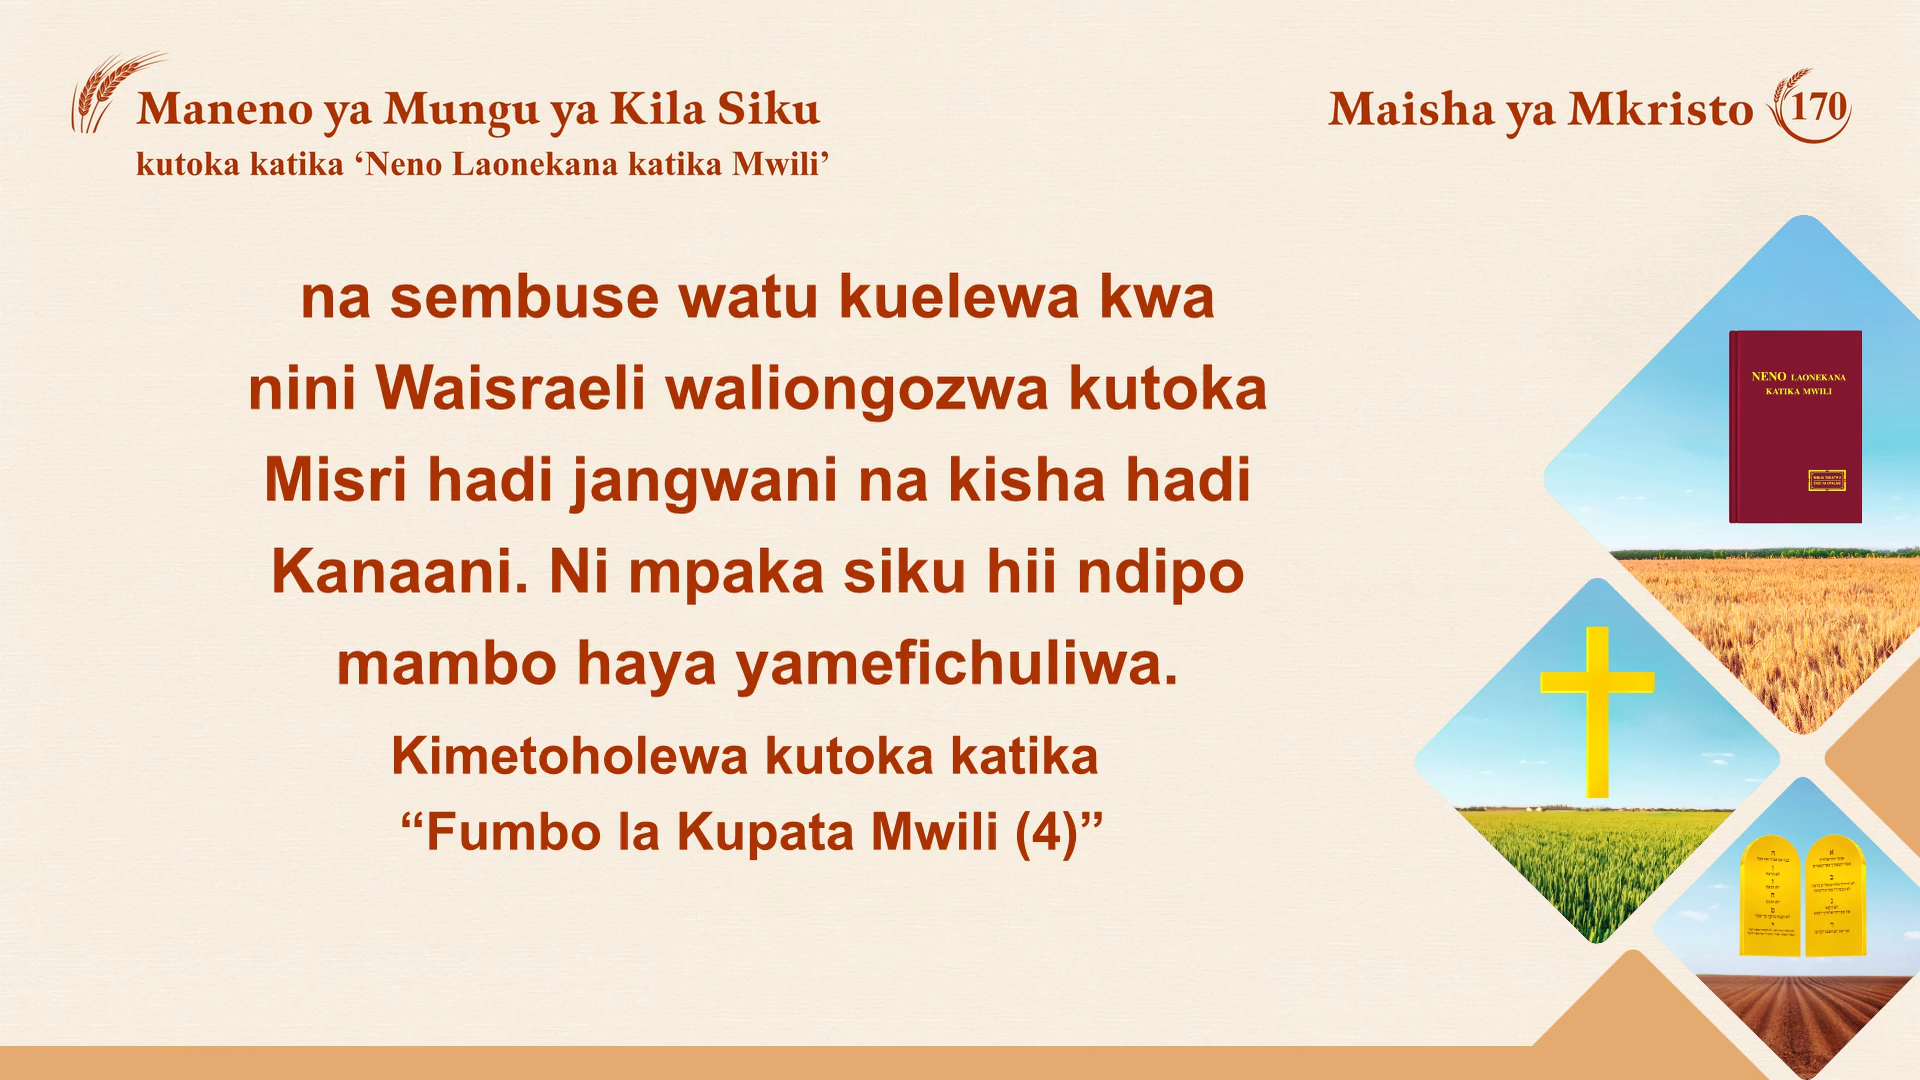 Maneno ya Mungu ya Kila Siku
kutoka katika ‘Neno Laonekana katika Mwili’
Maisha ya Mkristo 170
na sembuse watu kuelewa kwa
nini Waisraeli waliongozwa kutoka
Misri hadi jangwani na kisha hadi
Kanaani. Ni mpaka siku hii ndipo
mambo haya yamefichuliwa.
Kimetoholewa kutoka katika
“Fumbo la Kupata Mwili (4)”
NENO LAONEKANA
KATIKA MWILI